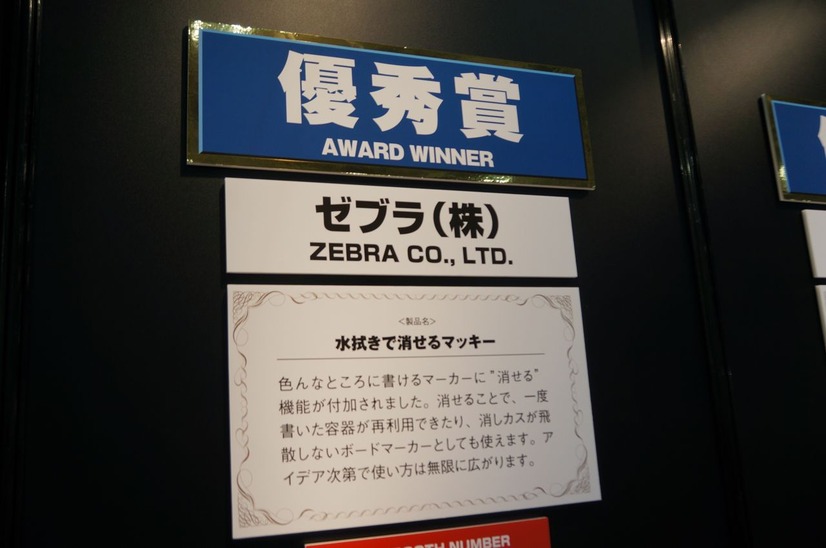 優秀賞
AWARD WINNER
ゼブラ(株)
ZEBRA CO., LTD.
<製品名>
水拭きで消せるマッキー
色んなところに書けるマーカーに"消せる"
機能が付加されました。消せることで、一度
書いた容器が再利用できたり、消しカスが飛
散しないボードマーカーとしても使えます。ア
イデア次第で使い方は無限に広がります。
BOOTH NUMBER